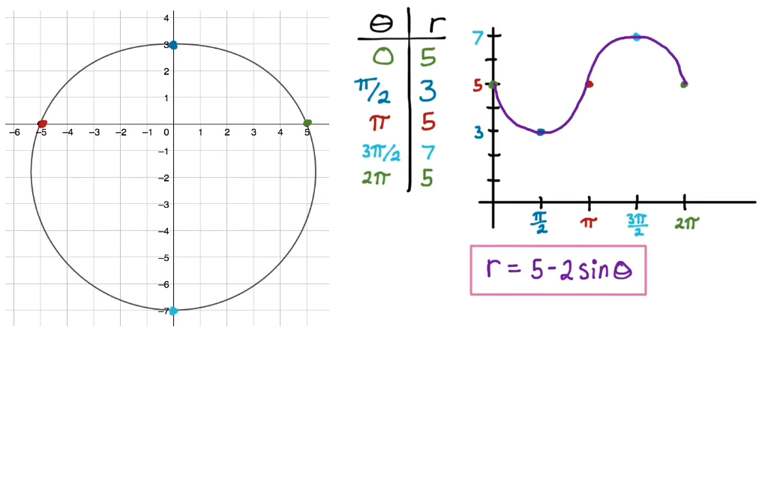 4
3
2
1
−6 −5 −4 −3 −2 −1 0 1 2 3 4 5
−1
−2
−3
−4
−5
−6
−7
θ r
0 5
π/2 3
π 5
3π/2 7
2π 5
7
5
3
π/2 π 3π/2 2π
r = 5-2sinθ